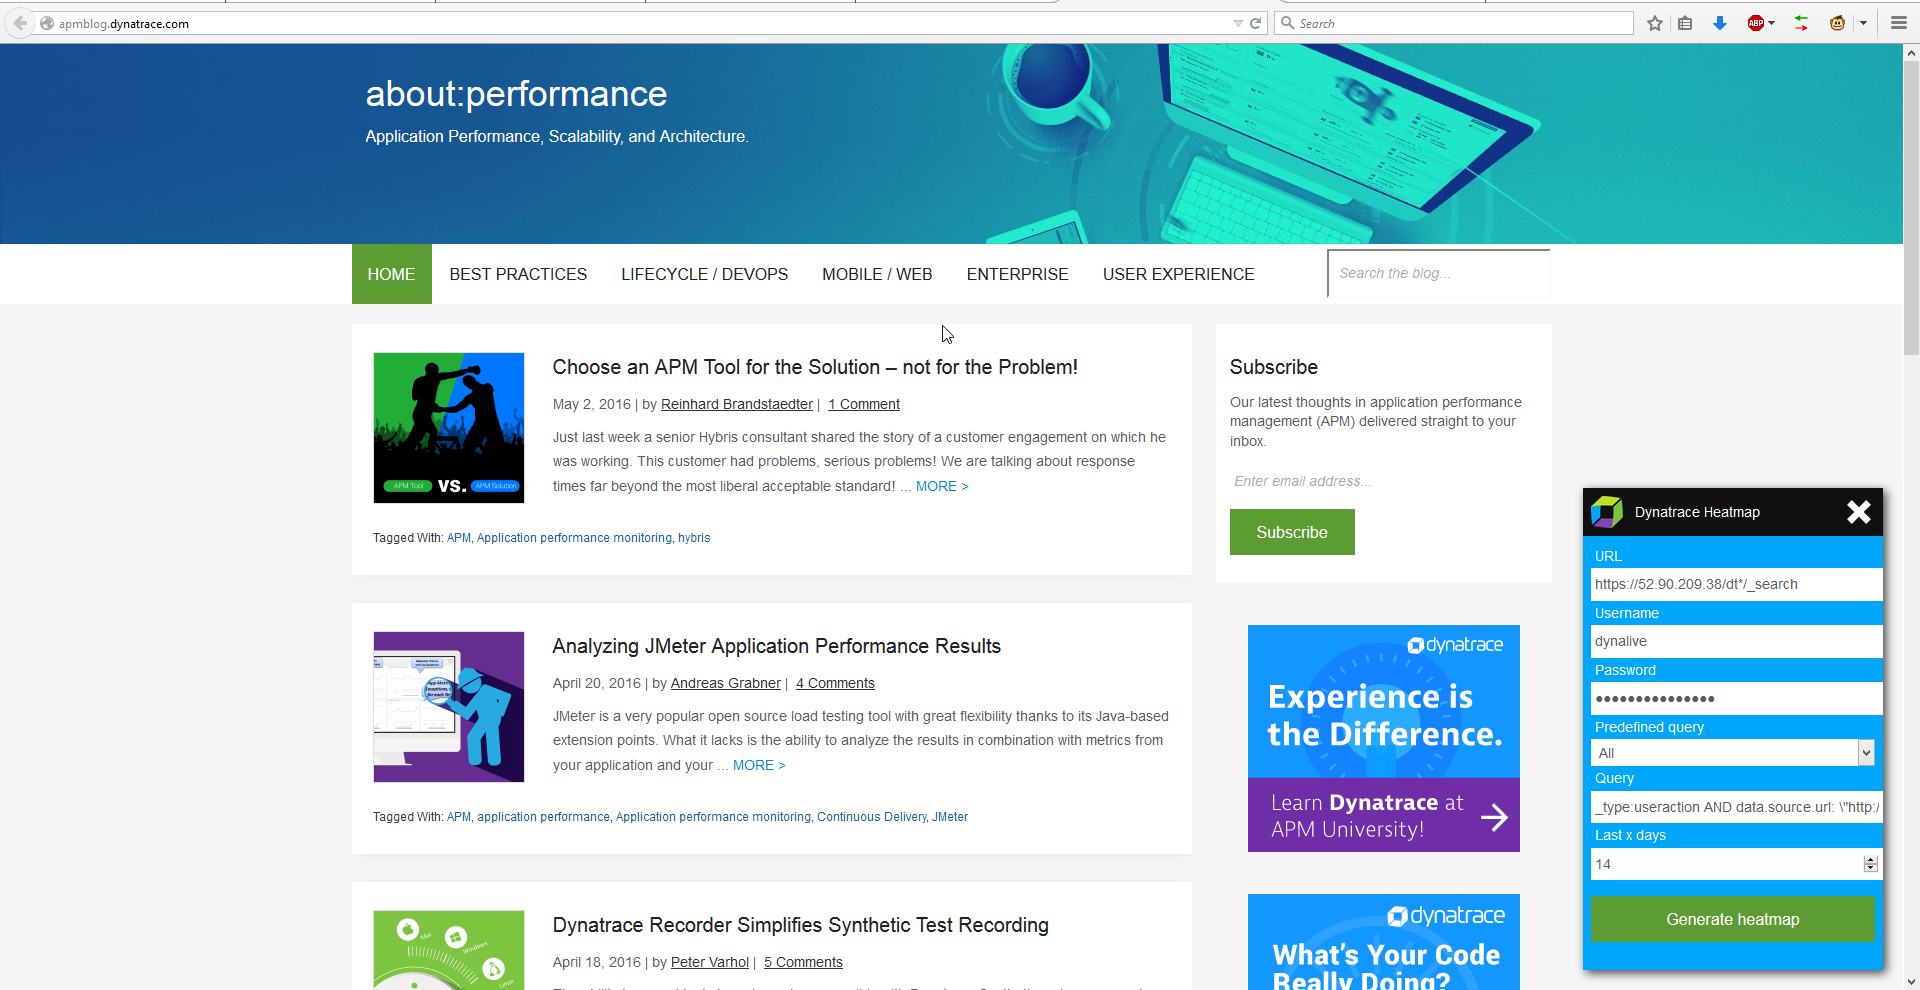 apmblog.dynatrace.com
Search
ABP
about:performance
Application Performance, Scalability, and Architecture.
HOME
BEST PRACTICES
LIFECYCLE / DEVOPS
MOBILE / WEB
ENTERPRISE
USER EXPERIENCE
Search the blog...
Choose an APM Tool for the Solution – not for the Problem!
May 2, 2016 | by Reinhard Brandstaedter | 1 Comment
Just last week a senior Hybris consultant shared the story of a customer engagement on which he
was working. This customer had problems, serious problems! We are talking about response
times far beyond the most liberal acceptable standard! ... MORE >
APM Tool VS. APM Solution
Tagged With: APM, Application performance monitoring, hybris
Analyzing JMeter Application Performance Results
April 20, 2016 | by Andreas Grabner | 4 Comments
JMeter is a very popular open source load testing tool with great flexibility thanks to its Java-based
extension points. What it lacks is the ability to analyze the results in combination with metrics from
your application and your ... MORE >
Tagged With: APM, application performance, Application performance monitoring, Continuous Delivery, JMeter
Dynatrace Recorder Simplifies Synthetic Test Recording
April 18, 2016 | by Peter Varhol | 5 Comments
Mac
Windows
Linux
Subscribe
Our latest thoughts in application performance
management (APM) delivered straight to your
inbox.
Enter email address...
Subscribe
dynatrace
Experience is
the Difference.
Learn Dynatrace at
APM University!
dynatrace
What's Your Code
Really Doing?
Dynatrace Heatmap
URL
https://52.90.209.38/dt*/_search
Username
dynalive
Password
Predefined query
All
Query
_type:useraction AND data.source.url: \"http:/
Last x days
14
Generate heatmap